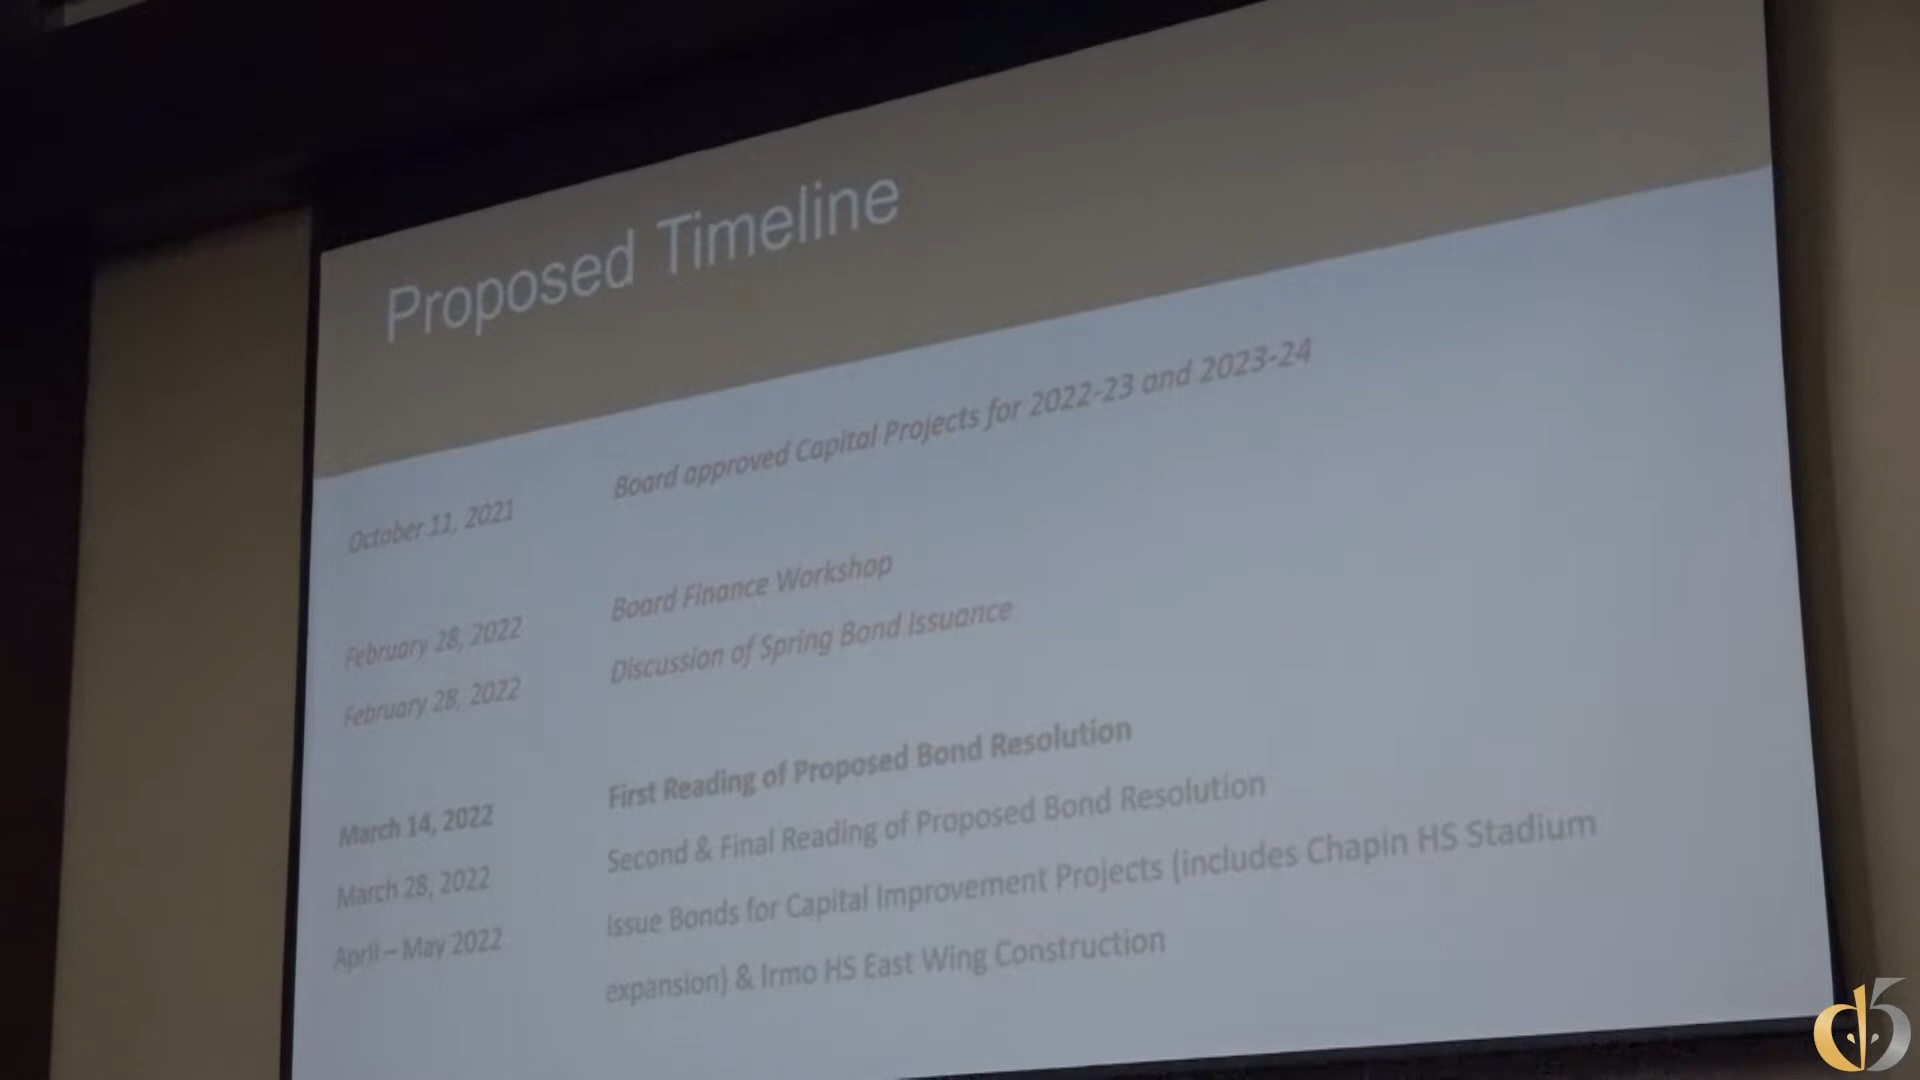 Proposed Timeline
October 11, 2021 Board approved Capital Projects for 2022-23 and 2023-24
February 28, 2022 Board Finance Workshop
February 28, 2022 Discussion of Spring Bond Issuance
March 14, 2022 First Reading of Proposed Bond Resolution
March 28, 2022 Second & Final Reading of Proposed Bond Resolution
April – May 2022 Issue Bonds for Capital Improvement Projects (includes Chapin HS Stadium
expansion) & Irmo HS East Wing Construction
d5